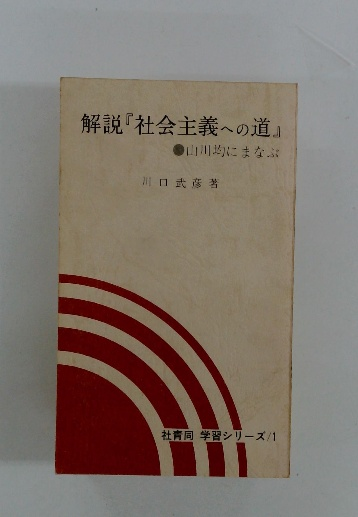 解説『社会主義への道』
●山川均にまなぶ
川口武彦著
社青同 学習シリーズ/1